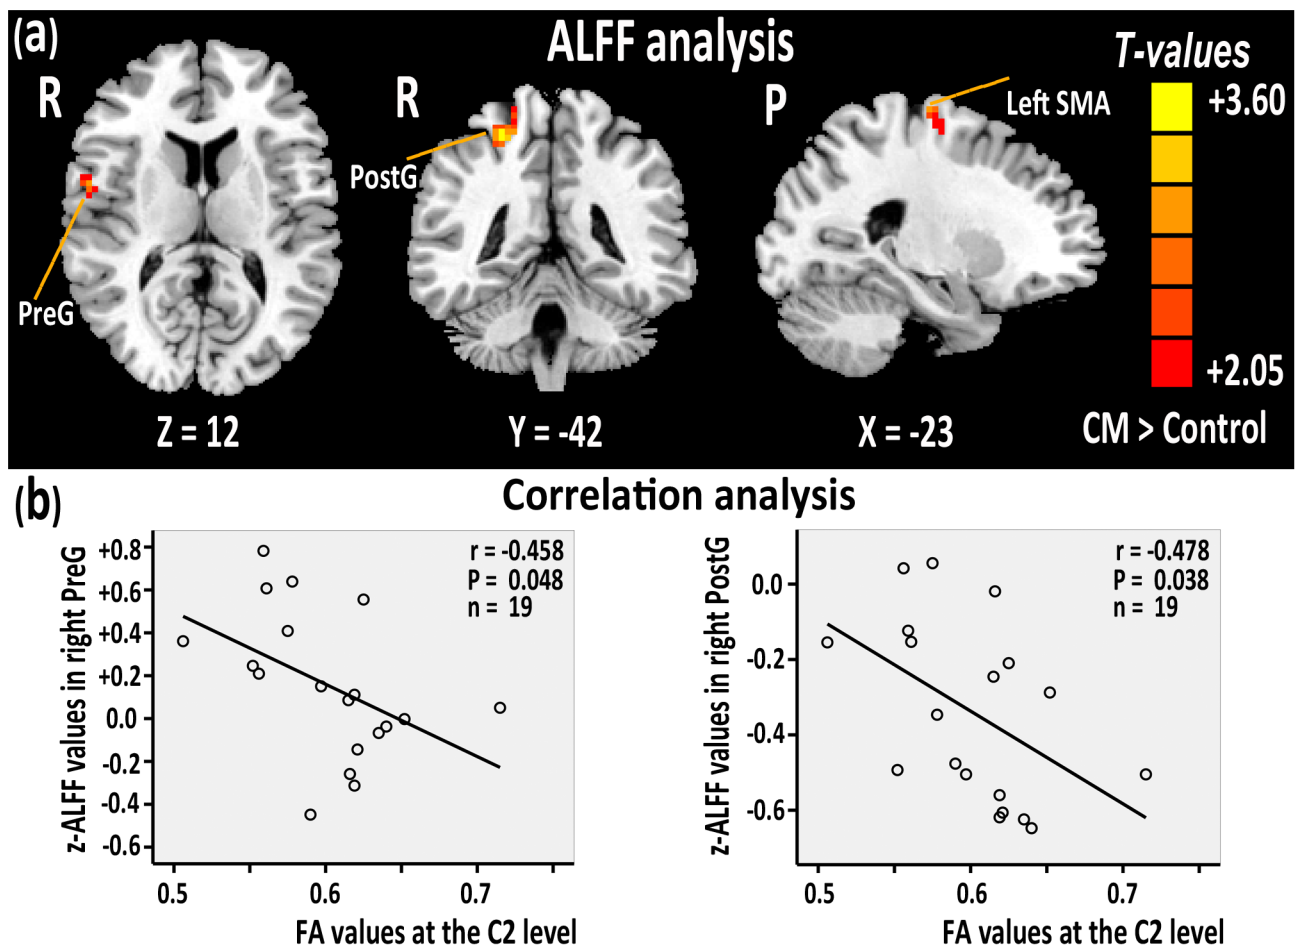 (a)
ALFF analysis
T-values
R
R
P
+3.60
Left SMA
PostG
PreG
+2.05
Z = 12
Y = -42
X = -23
CM > Control
(b)
Correlation analysis
z-ALFF values in right PreG
+0.8
+0.6
+0.4
+0.2
0.0
-0.2
-0.4
-0.6
r = -0.458
P = 0.048
n = 19
0.5
0.6
0.7
FA values at the C2 level
z-ALFF values in right PostG
0.0
-0.2
-0.4
-0.6
r = -0.478
P = 0.038
n = 19
0.5
0.6
0.7
FA values at the C2 level